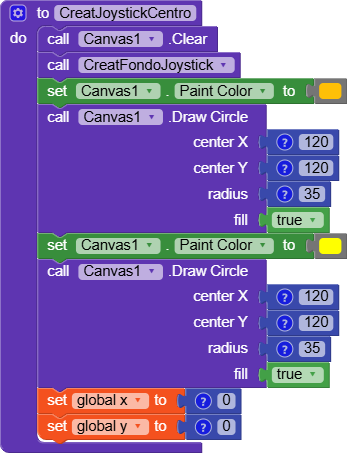 to CreatJoystickCentro
do call Canvas1 .Clear
call CreatFondoJoystick
set Canvas1 . Paint Color to
call Canvas1 .Draw Circle
center X ? 120
center Y ? 120
radius ? 35
fill true
set Canvas1 . Paint Color to
call Canvas1 .Draw Circle
center X ? 120
center Y ? 120
radius ? 35
fill true
set global x to ? 0
set global y to ? 0